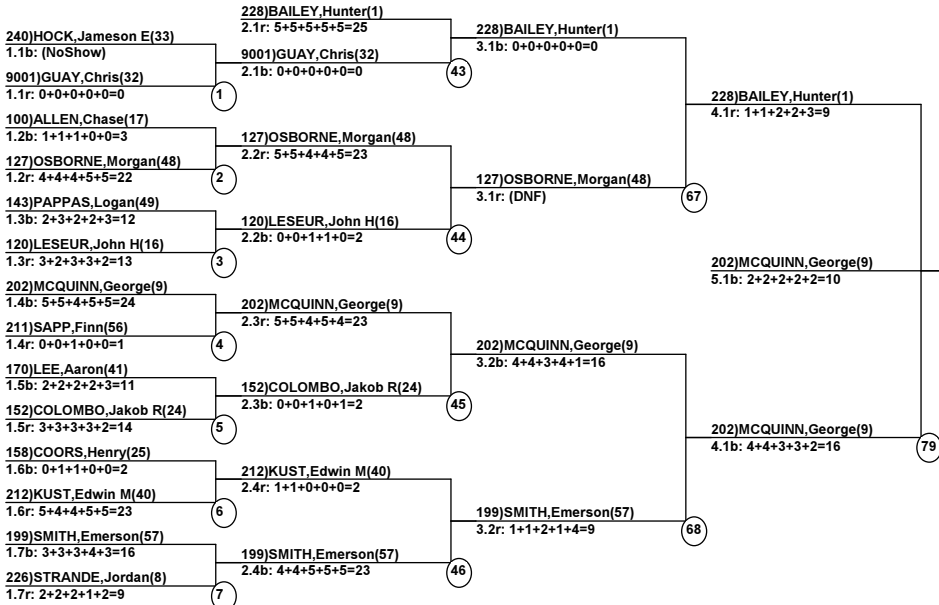 240)HOCK,Jameson E(33)
1.1b: (NoShow)
9001)GUAY,Chris(32)
1.1r: 0+0+0+0+0=0
1
100)ALLEN,Chase(17)
1.2b: 1+1+1+0+0=3
127)OSBORNE,Morgan(48)
1.2r: 4+4+4+5+5=22
2
143)PAPPAS,Logan(49)
1.3b: 2+3+2+2+3=12
120)LESEUR,John H(16)
1.3r: 3+2+3+3+2=13
3
202)MCQUINN,George(9)
1.4b: 5+5+4+5+5=24
211)SAPP,Finn(56)
1.4r: 0+0+1+0+0=1
4
170)LEE,Aaron(41)
1.5b: 2+2+2+2+3=11
152)COLOMBO,Jakob R(24)
1.5r: 3+3+3+3+2=14
5
158)COORS,Henry(25)
1.6b: 0+1+1+0+0=2
212)KUST,Edwin M(40)
1.6r: 5+4+4+5+5=23
6
199)SMITH,Emerson(57)
1.7b: 3+3+3+4+3=16
226)STRANDE,Jordan(8)
1.7r: 2+2+2+1+2=9
7
228)BAILEY,Hunter(1)
2.1r: 5+5+5+5+5=25
9001)GUAY,Chris(32)
2.1b: 0+0+0+0+0=0
43
127)OSBORNE,Morgan(48)
2.2r: 5+5+4+4+5=23
120)LESEUR,John H(16)
2.2b: 0+0+1+1+0=2
44
202)MCQUINN,George(9)
2.3r: 5+5+4+5+4=23
152)COLOMBO,Jakob R(24)
2.3b: 0+0+1+0+1=2
45
212)KUST,Edwin M(40)
2.4r: 1+1+0+0+0=2
199)SMITH,Emerson(57)
2.4b: 4+4+5+5+5=23
46
228)BAILEY,Hunter(1)
3.1b: 0+0+0+0+0=0
127)OSBORNE,Morgan(48)
3.1r: (DNF)
67
202)MCQUINN,George(9)
3.2b: 4+4+3+4+1=16
199)SMITH,Emerson(57)
3.2r: 1+1+2+1+4=9
68
228)BAILEY,Hunter(1)
4.1r: 1+1+2+2+3=9
202)MCQUINN,George(9)
4.1b: 4+4+3+3+2=16
79
202)MCQUINN,George(9)
5.1b: 2+2+2+2+2=10